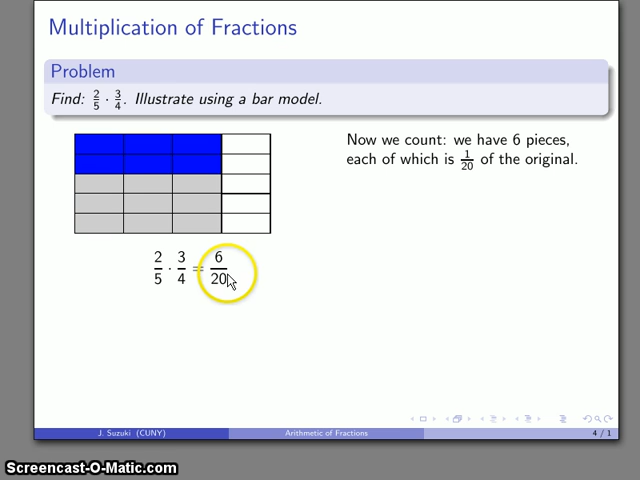 Multiplication of Fractions
Problem
Find: 2/5 · 3/4. Illustrate using a bar model.
Now we count: we have 6 pieces,
each of which is 1/20 of the original.
2/5 · 3/4 = 6/20
J. Suzuki (CUNY)
Arithmetic of Fractions
4 / 1
Screencast-O-Matic.com